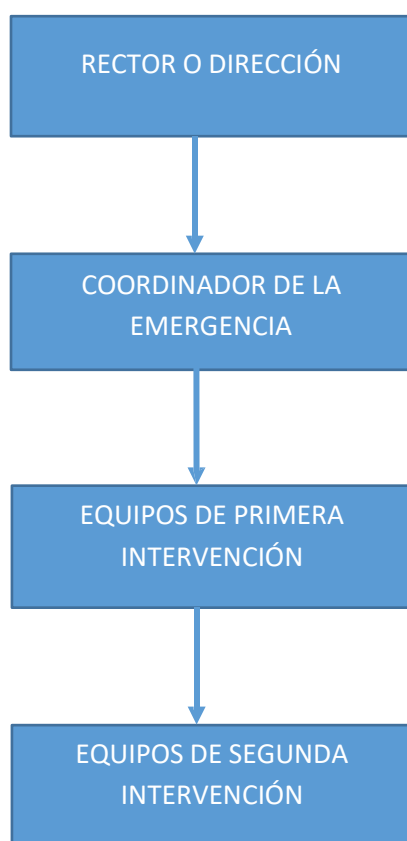 RECTOR O DIRECCIÓN
COORDINADOR DE LA
EMERGENCIA
EQUIPOS DE PRIMERA
INTERVENCIÓN
EQUIPOS DE SEGUNDA
INTERVENCIÓN